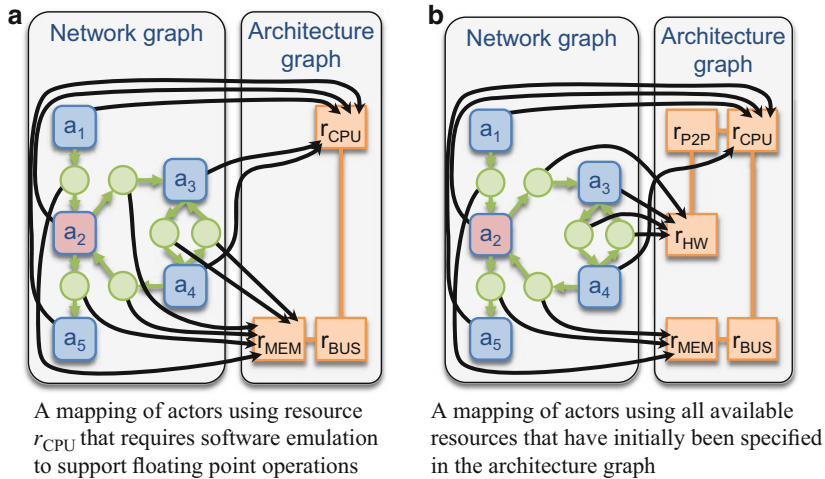 a
Network graph
Architecture graph
a1
a2
a3
a4
a5
rCPU
rMEM
rBUS
A mapping of actors using resource
rCPU that requires software emulation
to support floating point operations
b
Network graph
Architecture graph
a1
a2
a3
a4
a5
rP2P
rCPU
rHW
rMEM
rBUS
A mapping of actors using all available
resources that have initially been specified
in the architecture graph